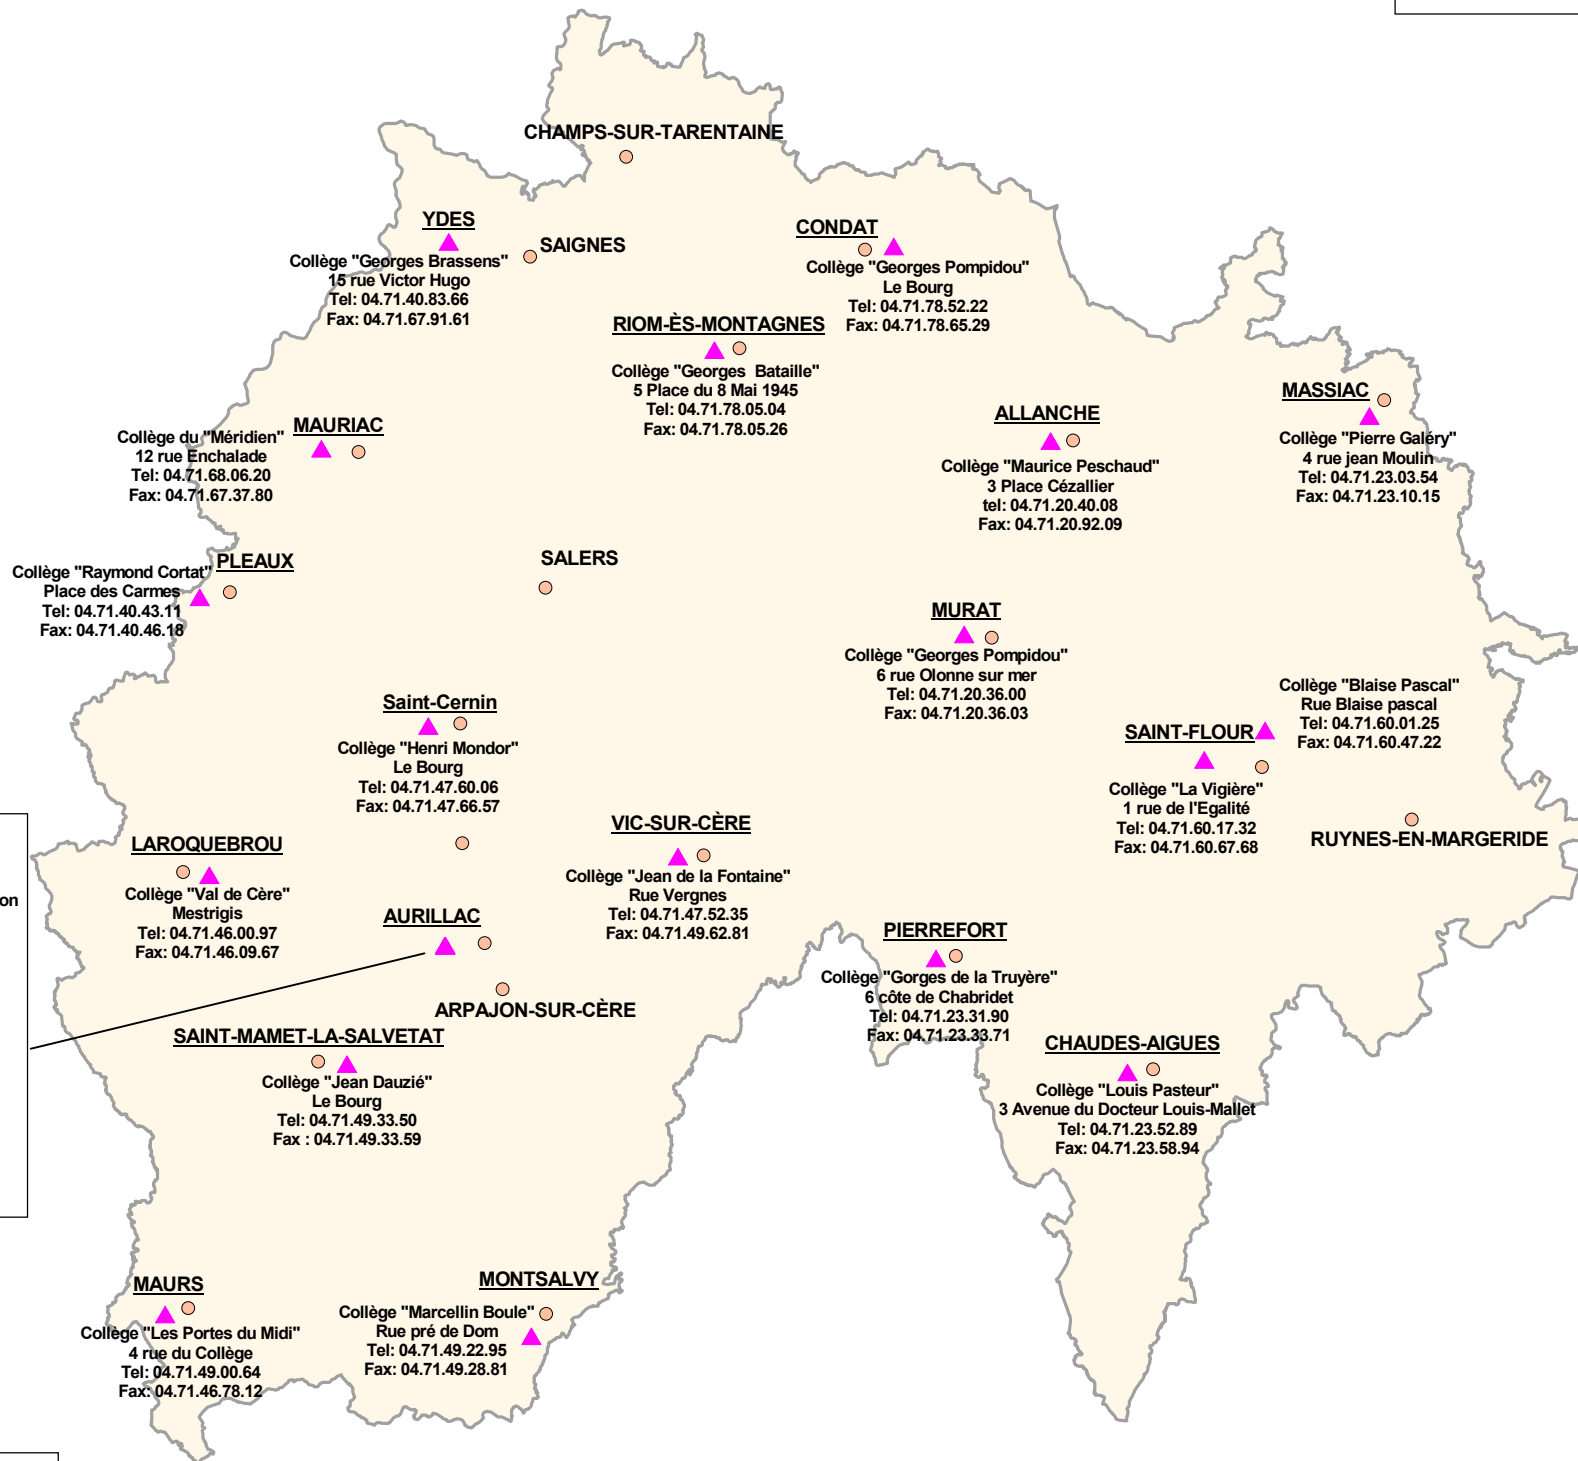 CHAMPS-SUR-TARENTAINE
YDES
Collège "Georges Brassens"
15 rue Victor Hugo
Tel: 04.71.40.83.66
Fax: 04.71.67.91.61
SAIGNES
CONDAT
Collège "Georges Pompidou"
Le Bourg
Tel: 04.71.78.52.22
Fax: 04.71.78.65.29
RIOM-ÈS-MONTAGNES
Collège "Georges  Bataille"
5 Place du 8 Mai 1945
Tel: 04.71.78.05.04
Fax: 04.71.78.05.26
MASSIAC
Collège "Pierre Galéry"
4 rue jean Moulin
Tel: 04.71.23.03.54
Fax: 04.71.23.10.15
MAURIAC
Collège du "Méridien"
12 rue Enchalade
Tel: 04.71.68.06.20
Fax: 04.71.67.37.80
ALLANCHE
Collège "Maurice Peschaud"
3 Place Cézallier
tel: 04.71.20.40.08
Fax: 04.71.20.92.09
PLEAUX
Collège "Raymond Cortat"
Place des Carmes
Tel: 04.71.40.43.11
Fax: 04.71.40.46.18
SALERS
MURAT
Collège "Georges Pompidou"
6 rue Olonne sur mer
Tel: 04.71.20.36.00
Fax: 04.71.20.36.03
Collège "Blaise Pascal"
Rue Blaise pascal
Tel: 04.71.60.01.25
Fax: 04.71.60.47.22
Saint-Cernin
Collège "Henri Mondor"
Le Bourg
Tel: 04.71.47.60.06
Fax: 04.71.47.66.57
SAINT-FLOUR
Collège "La Vigière"
1 rue de l'Egalité
Tel: 04.71.60.17.32
Fax: 04.71.60.67.68
RUYNES-EN-MARGERIDE
LAROQUEBROU
Collège "Val de Cère"
Mestrigis
Tel: 04.71.46.00.97
Fax: 04.71.46.09.67
VIC-SUR-CÈRE
Collège "Jean de la Fontaine"
Rue Vergnes
Tel: 04.71.47.52.35
Fax: 04.71.49.62.81
on
AURILLAC
ARPAJON-SUR-CÈRE
PIERREFORT
Collège "Gorges de la Truyère"
6 côte de Chabridet
Tel: 04.71.23.31.90
Fax: 04.71.23.33.71
SAINT-MAMET-LA-SALVETAT
Collège "Jean Dauzié"
Le Bourg
Tel: 04.71.49.33.50
Fax : 04.71.49.33.59
CHAUDES-AIGUES
Collège "Louis Pasteur"
3 Avenue du Docteur Louis-Mallet
Tel: 04.71.23.52.89
Fax: 04.71.23.58.94
MAURS
Collège "Les Portes du Midi"
4 rue du Collège
Tel: 04.71.49.00.64
Fax: 04.71.46.78.12
MONTSALVY
Collège "Marcellin Boule"
Rue pré de Dom
Tel: 04.71.49.22.95
Fax: 04.71.49.28.81